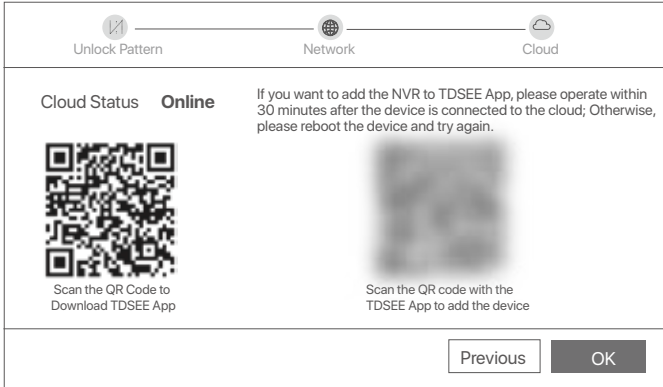 Unlock Pattern
Network
Cloud
Cloud Status Online
If you want to add the NVR to TDSEE App, please operate within
30 minutes after the device is connected to the cloud; Otherwise,
please reboot the device and try again.
Scan the QR Code to
Download TDSEE App
Scan the QR code with the
TDSEE App to add the device
Previous
OK